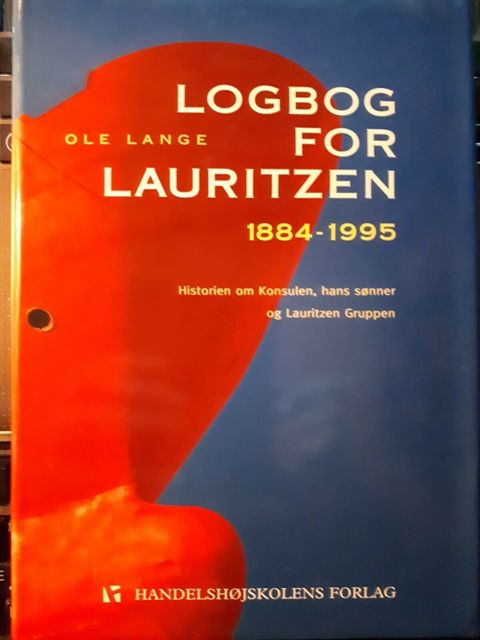 LOGBOG
OLE LANGE
FOR
LAURITZEN
1884-1995
Historien om Konsulen, hans sønner
og Lauritzen Gruppen
HANDELSHØJSKOLENS FORLAG